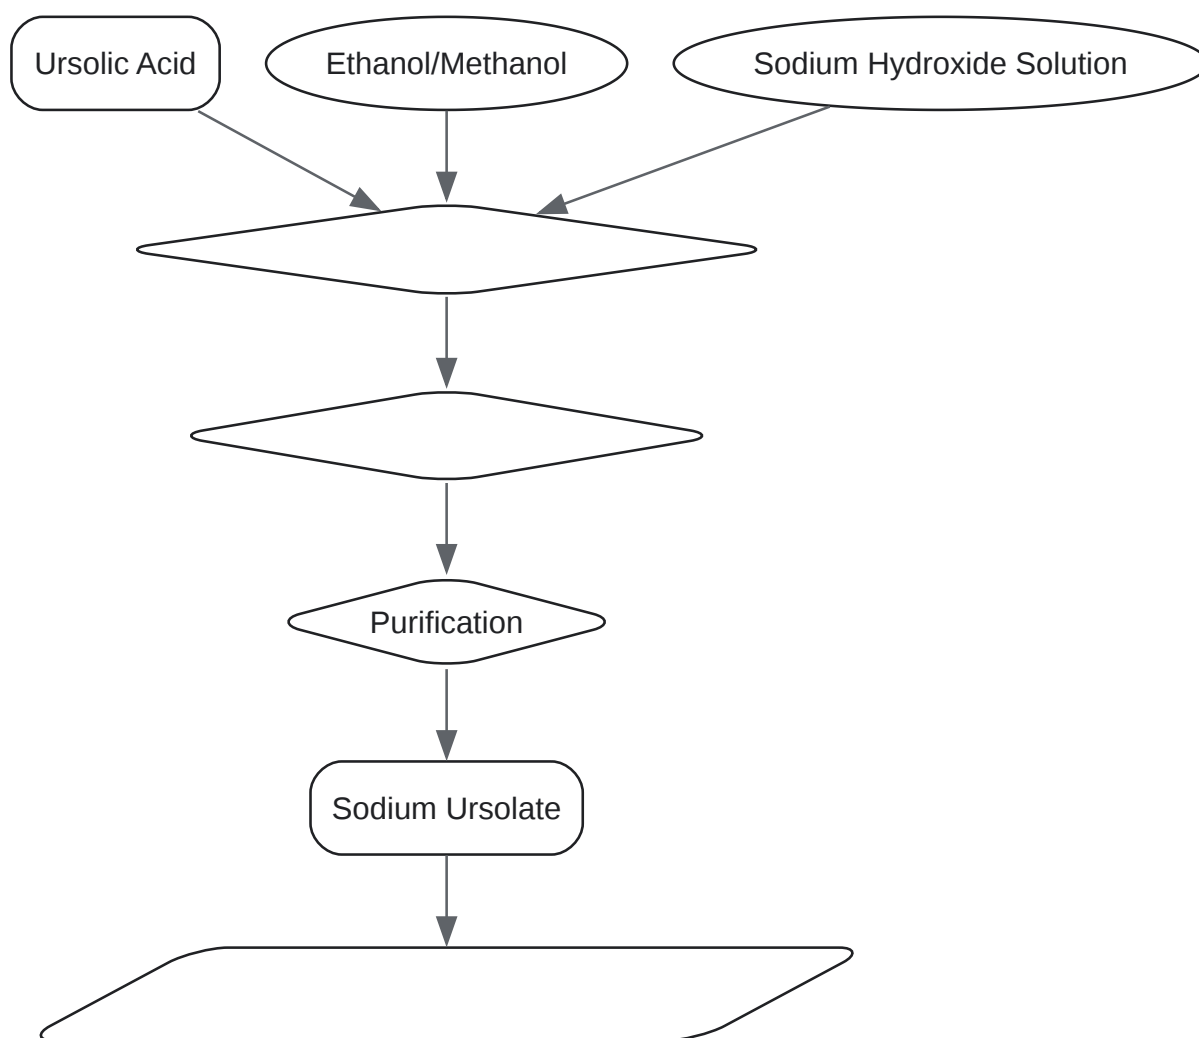 Ursolic Acid
Ethanol/Methanol
Sodium Hydroxide Solution
Purification
Sodium Ursolate